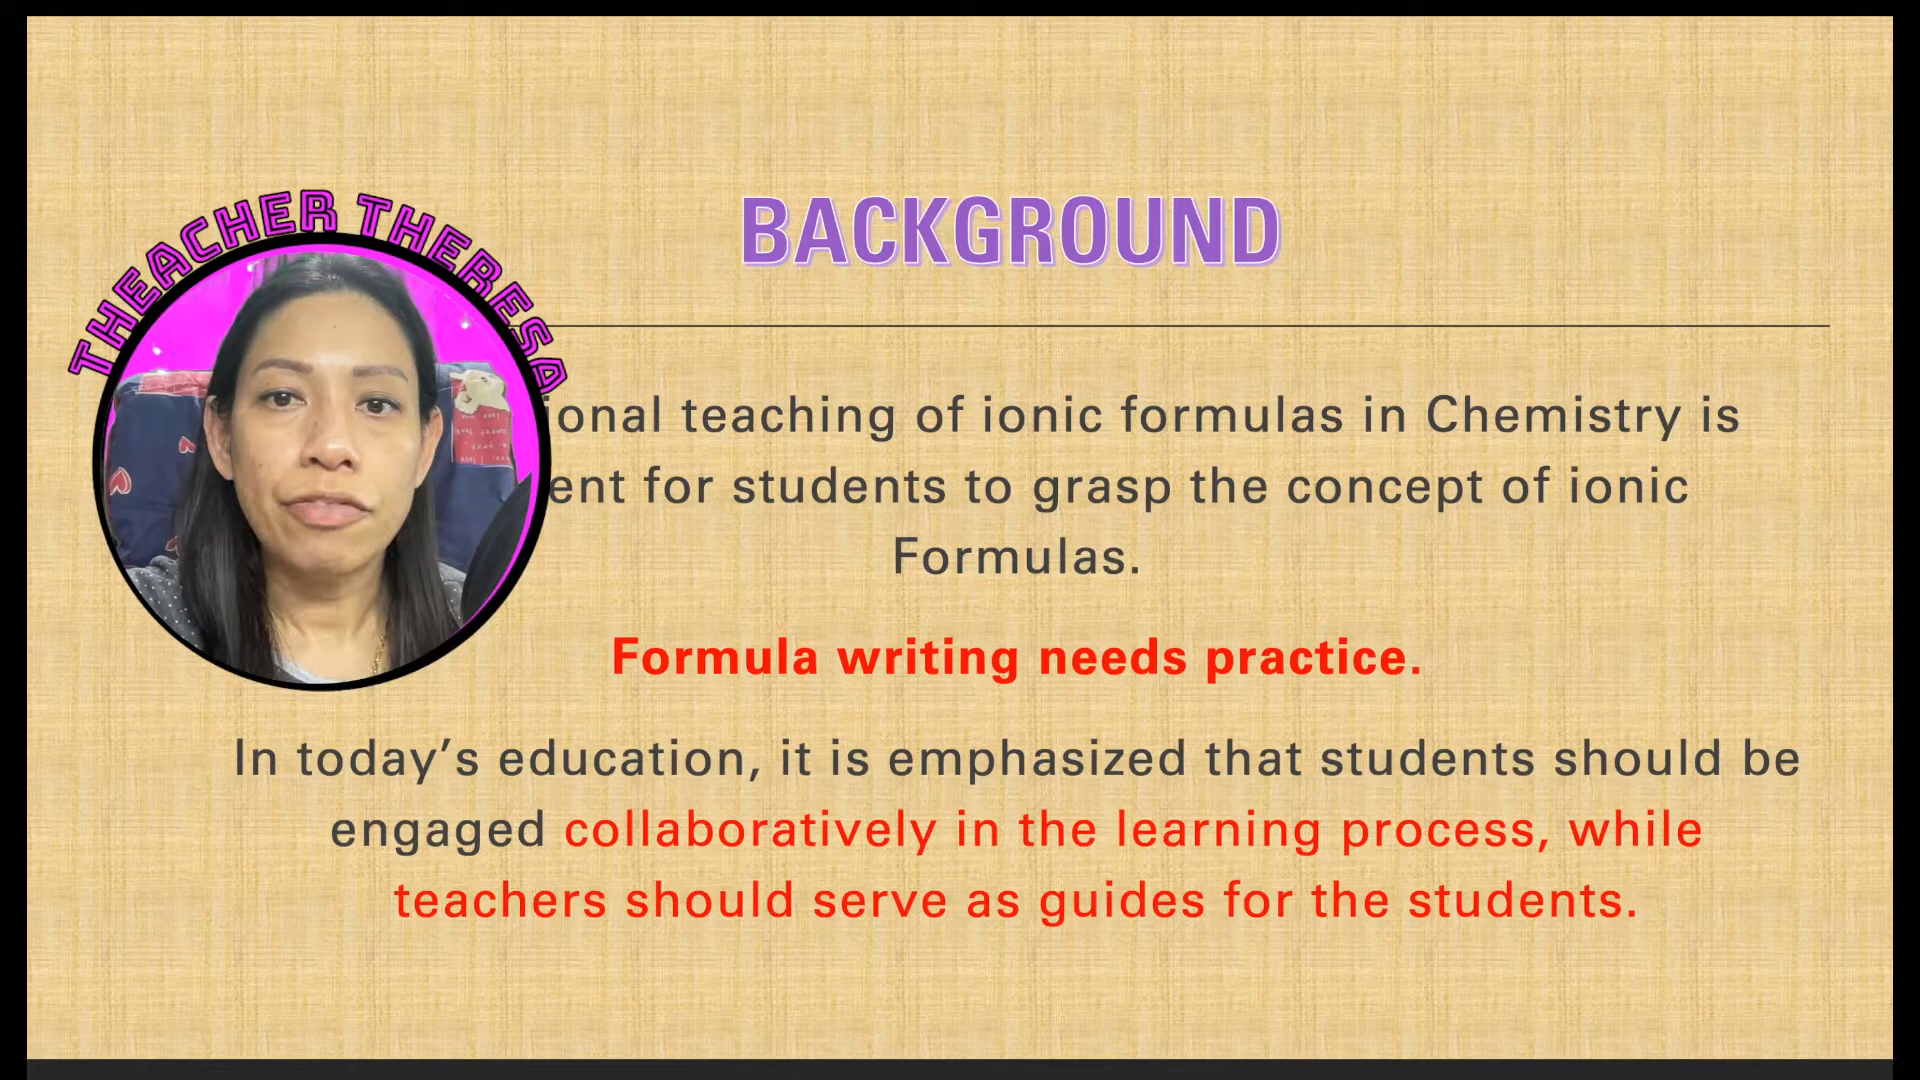 THEACHER THERESA
BACKGROUND
ional teaching of ionic formulas in Chemistry is
ent for students to grasp the concept of ionic
Formulas.
Formula writing needs practice.
In today’s education, it is emphasized that students should be
engaged collaboratively in the learning process, while
teachers should serve as guides for the students.